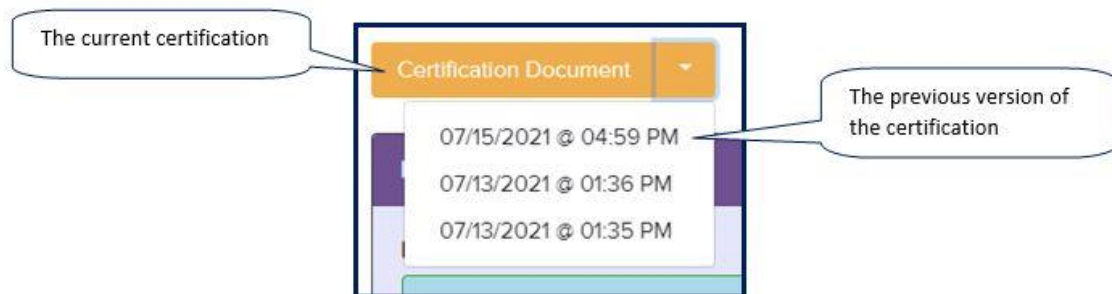 The current certification
Certification Document
The previous version of
the certification
07/15/2021 @ 04:59 PM
07/13/2021 @ 01:36 PM
07/13/2021 @ 01:35 PM